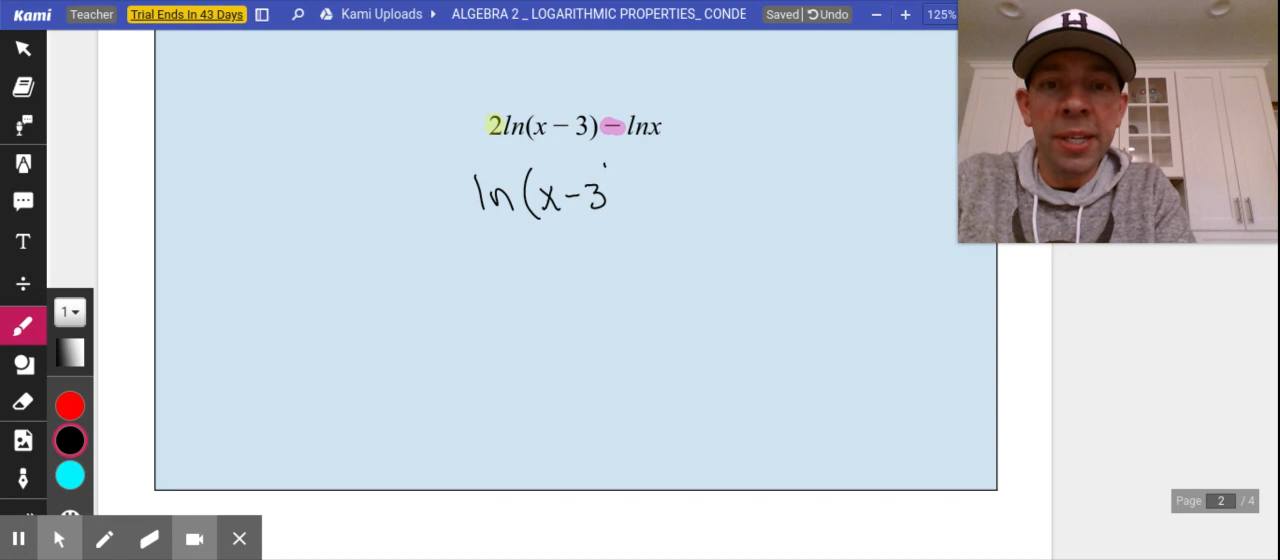 Kami Teacher Trial Ends In 43 Days Kami Uploads ALGEBRA 2 _ LOGARITHMIC PROPERTIES_ CONDE Saved Undo − + 125%
H
2ln(x − 3) − lnx
ln(x-3
A
T
÷
1
Page 2 / 4